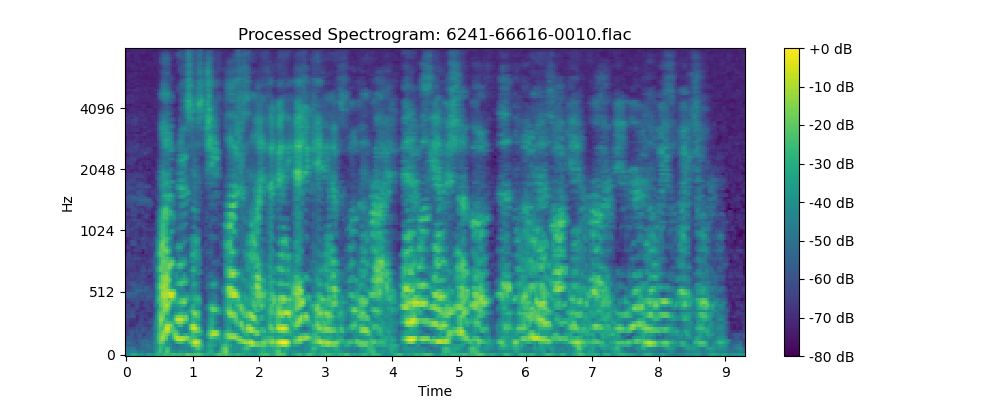 Processed Spectrogram: 6241-66616-0010.flac
Hz
4096
2048
1024
512
0
0 1 2 3 4 5 6 7 8 9
Time
+0 dB
-10 dB
-20 dB
-30 dB
-40 dB
-50 dB
-60 dB
-70 dB
-80 dB